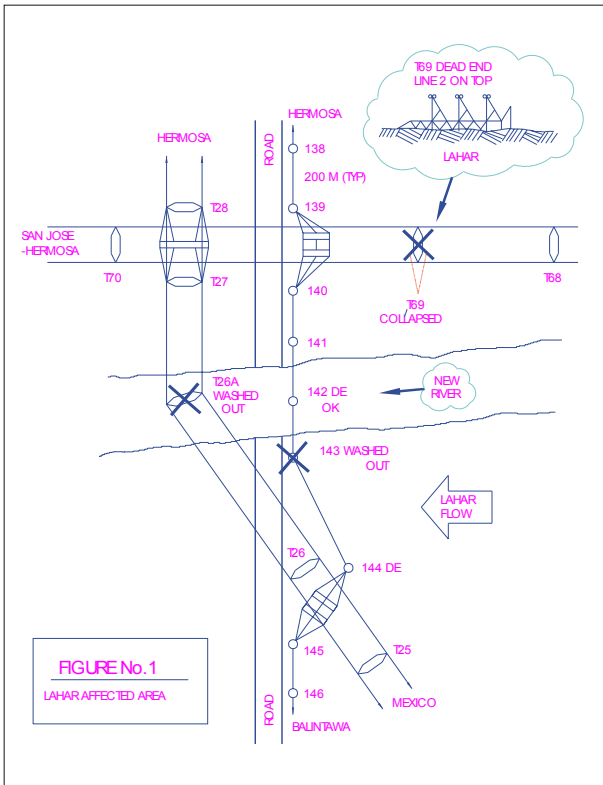 T69 DEAD END
LINE 2 ON TOP
LAHAR
HERMOSA
HERMOSA
ROAD
138
200 M (TYP)
T28
139
SAN JOSE
-HERMOSA
T70
T27
140
T69
COLLAPSED
T68
141
T26A
WASHED
OUT
142 DE
OK
NEW
RIVER
143 WASHED
OUT
LAHAR
FLOW
T26
144 DE
145
T25
FIGURE No.1
LAHAR AFFECTED AREA
146
ROAD
MEXICO
BALINTAWA